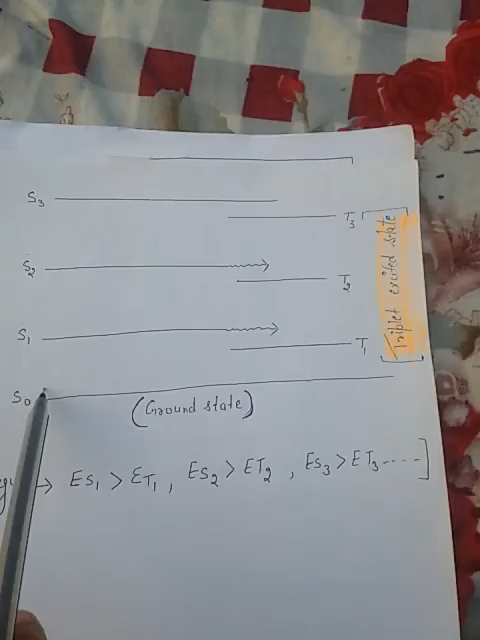 S₃
T₃
S₂
T₂
S₁
T₁
Triplet excited state
S₀
(Ground state)
→ ES₁ > ET₁, ES₂ > ET₂, ES₃ > ET₃----]